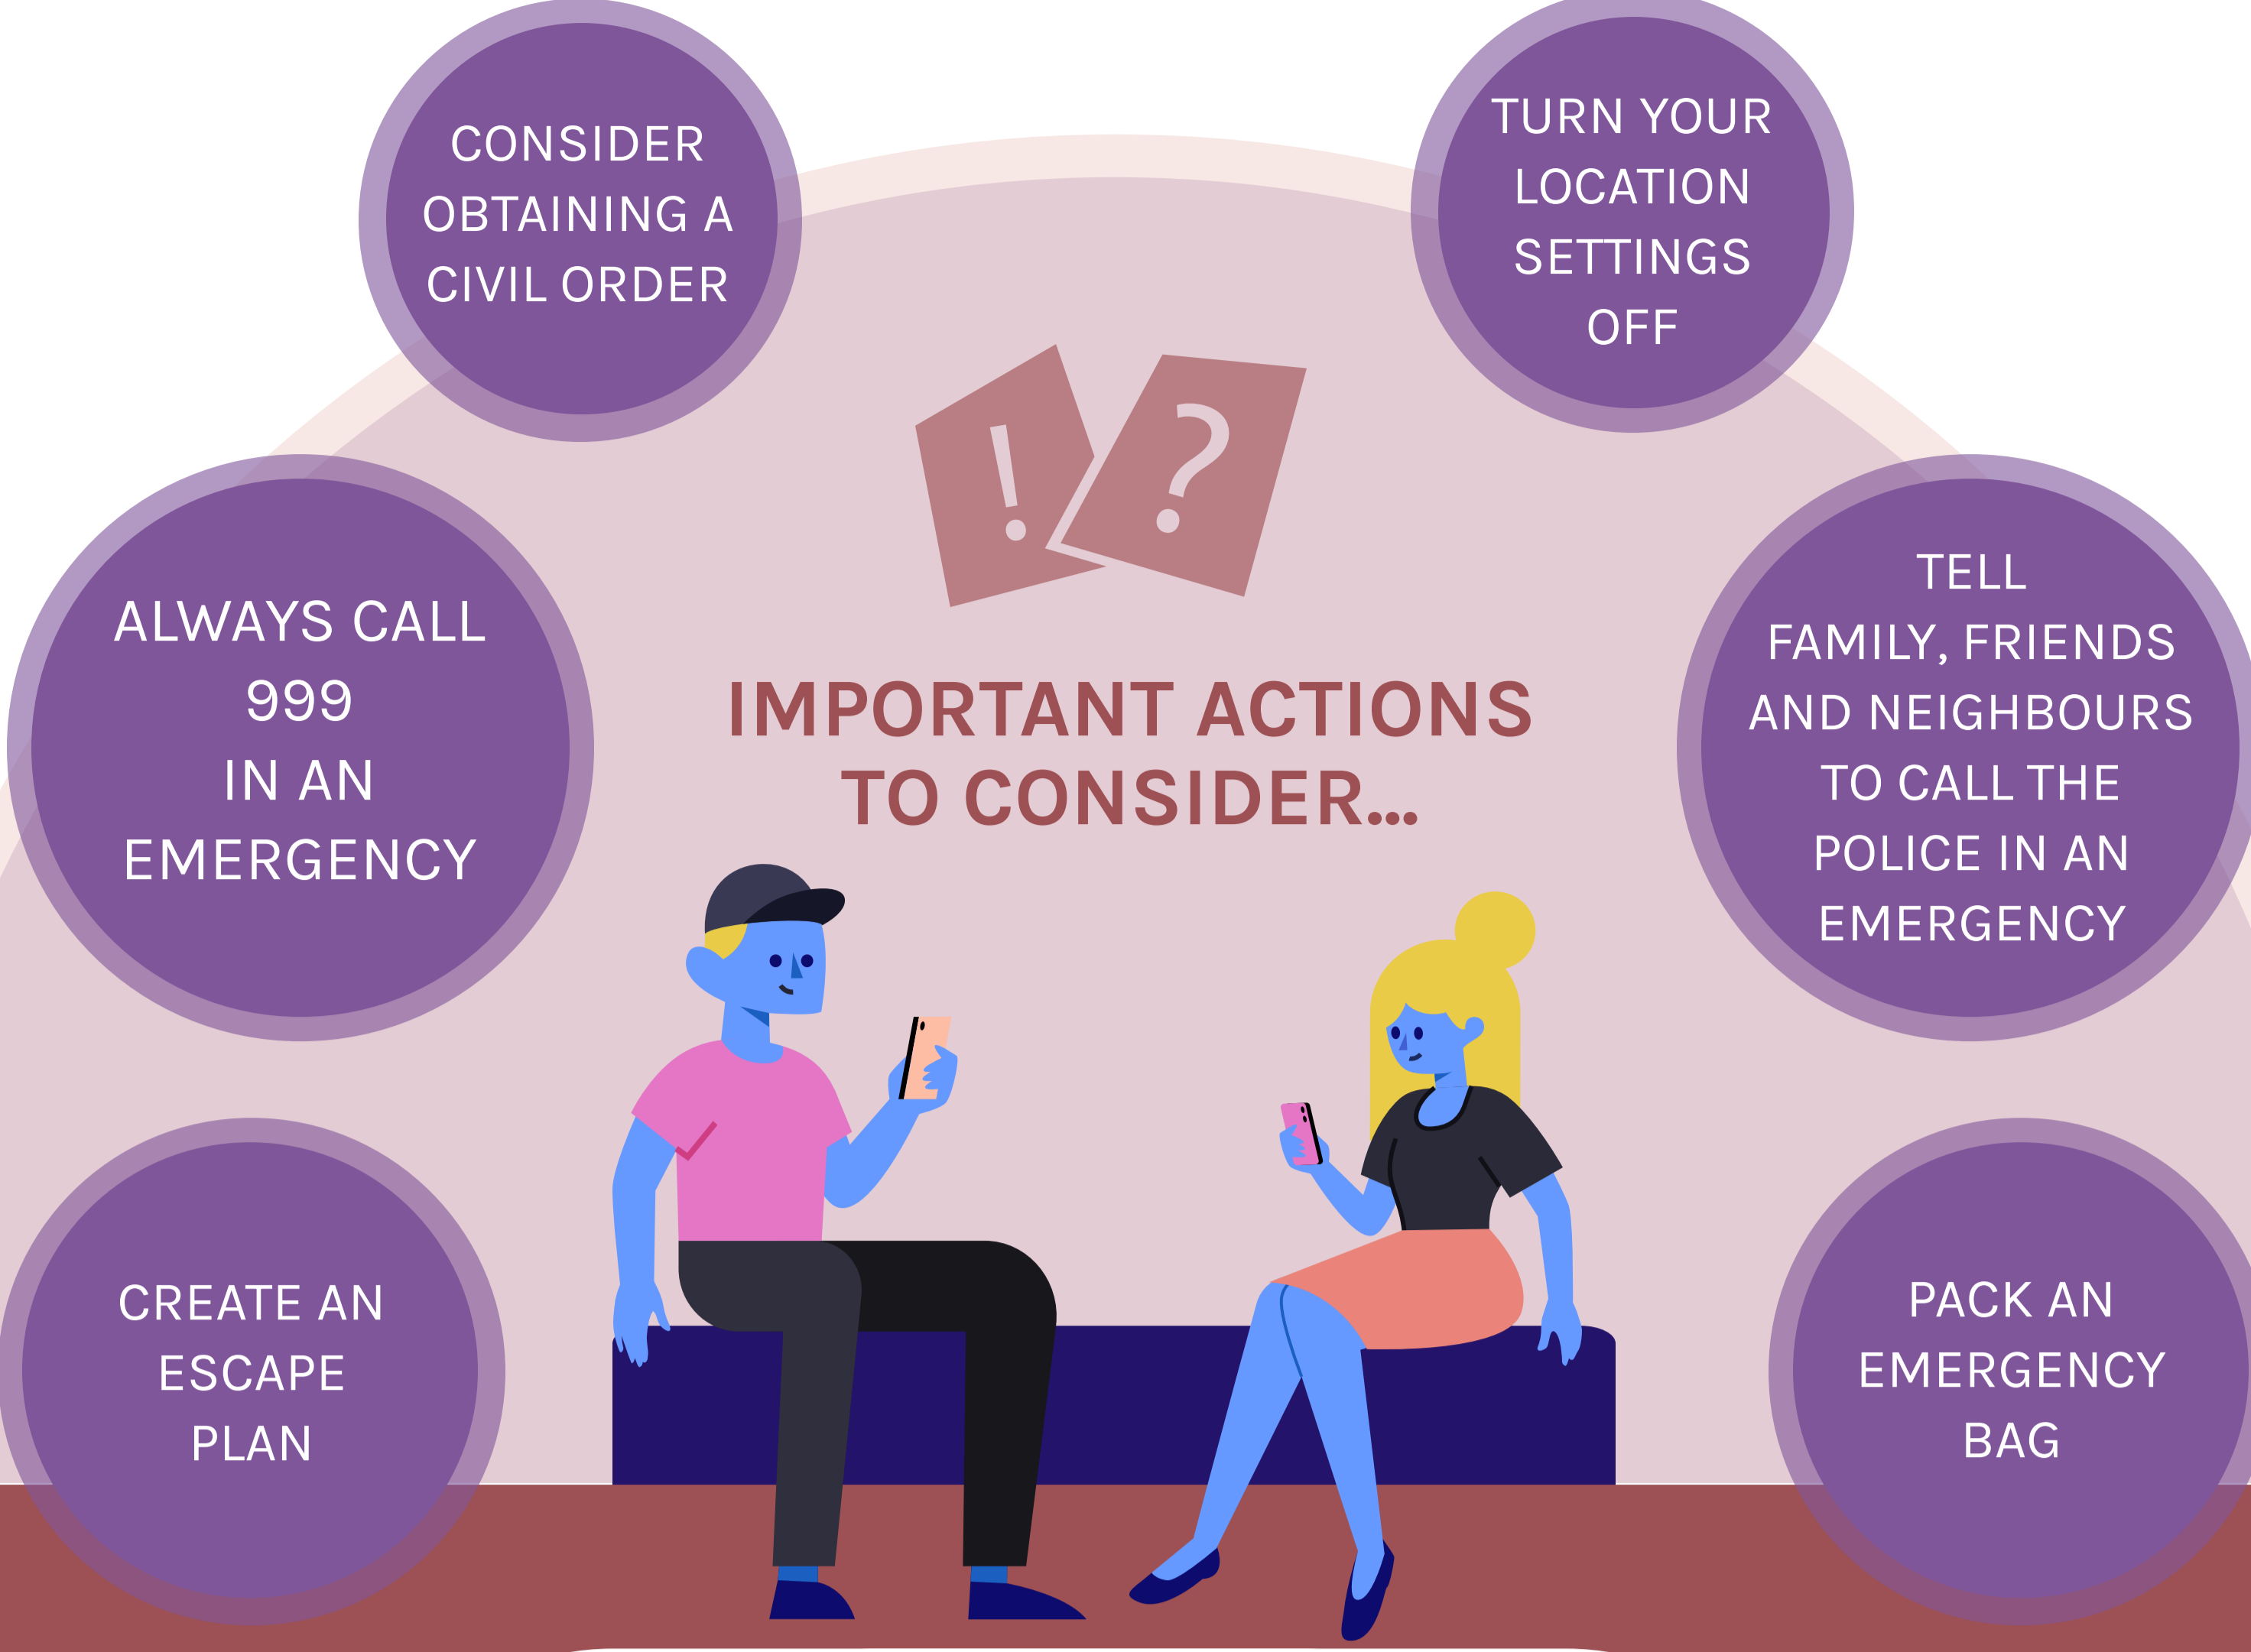 CONSIDER
OBTAINING A
CIVIL ORDER
TURN YOUR
LOCATION
SETTINGS
OFF
!
?
ALWAYS CALL
999
IN AN
EMERGENCY
IMPORTANT ACTIONS
TO CONSIDER...
TELL
FAMILY, FRIENDS
AND NEIGHBOURS
TO CALL THE
POLICE IN AN
EMERGENCY
CREATE AN
ESCAPE
PLAN
PACK AN
EMERGENCY
BAG